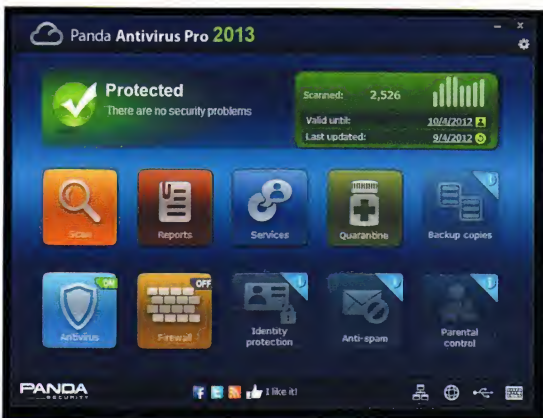 Panda Antivirus Pro 2013
Protected
There are no security problems
Scanned: 2,526
Valid until: 10/4/2012
Last updated: 9/4/2012
Scan
Reports
Services
Quarantine
Backup copies
ON
Antivirus
OFF
Firewall
Identity
protection
Anti-spam
Parental
control
PANDA
SECURITY
I like it!